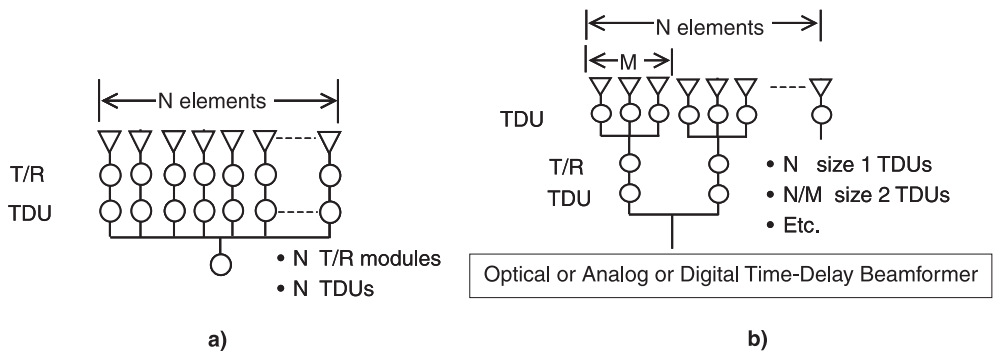 N elements
T/R
TDU
• N T/R modules
• N TDUs
a)
N elements
M
TDU
T/R
TDU
• N size 1 TDUs
• N/M size 2 TDUs
• Etc.
Optical or Analog or Digital Time-Delay Beamformer
b)